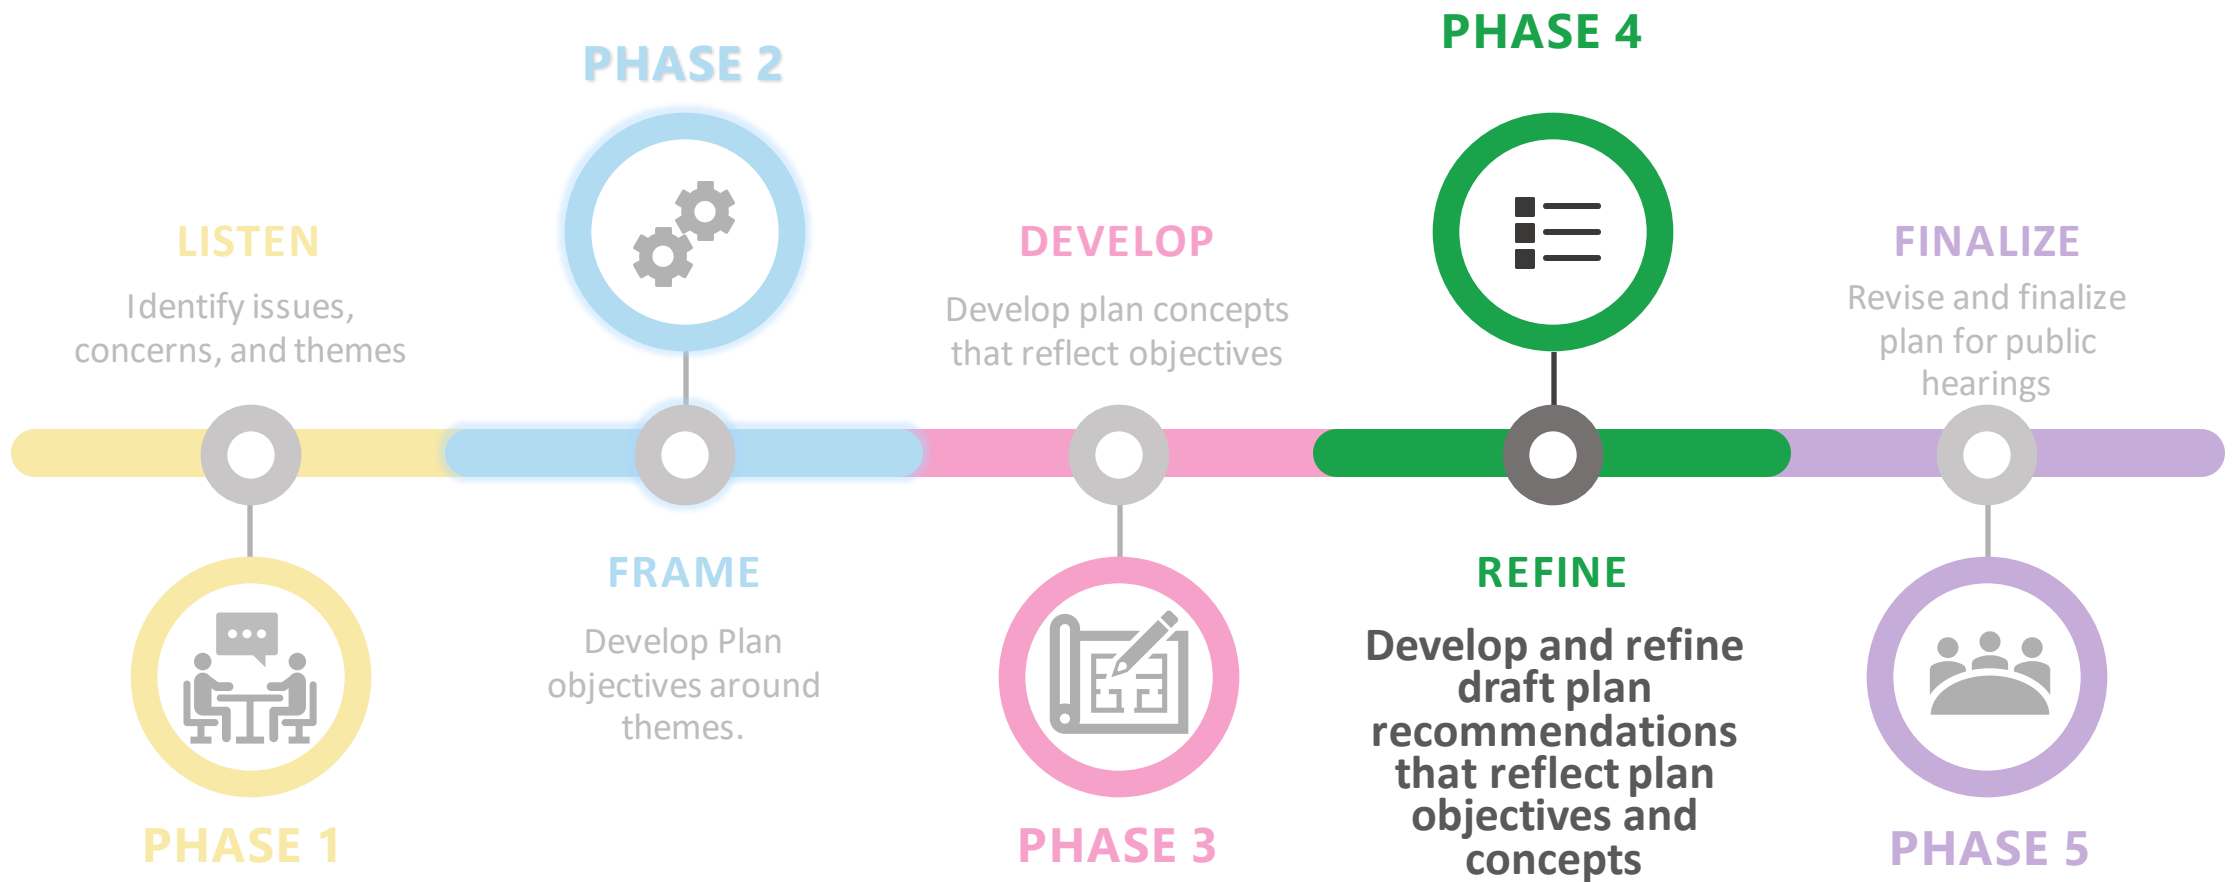 PHASE 1
LISTEN
Identify issues,
concerns, and themes
PHASE 2
FRAME
Develop Plan
objectives around
themes.
PHASE 3
DEVELOP
Develop plan concepts
that reflect objectives
PHASE 4
REFINE
Develop and refine
draft plan
recommendations
that reflect plan
objectives and
concepts
PHASE 5
FINALIZE
Revise and finalize
plan for public
hearings